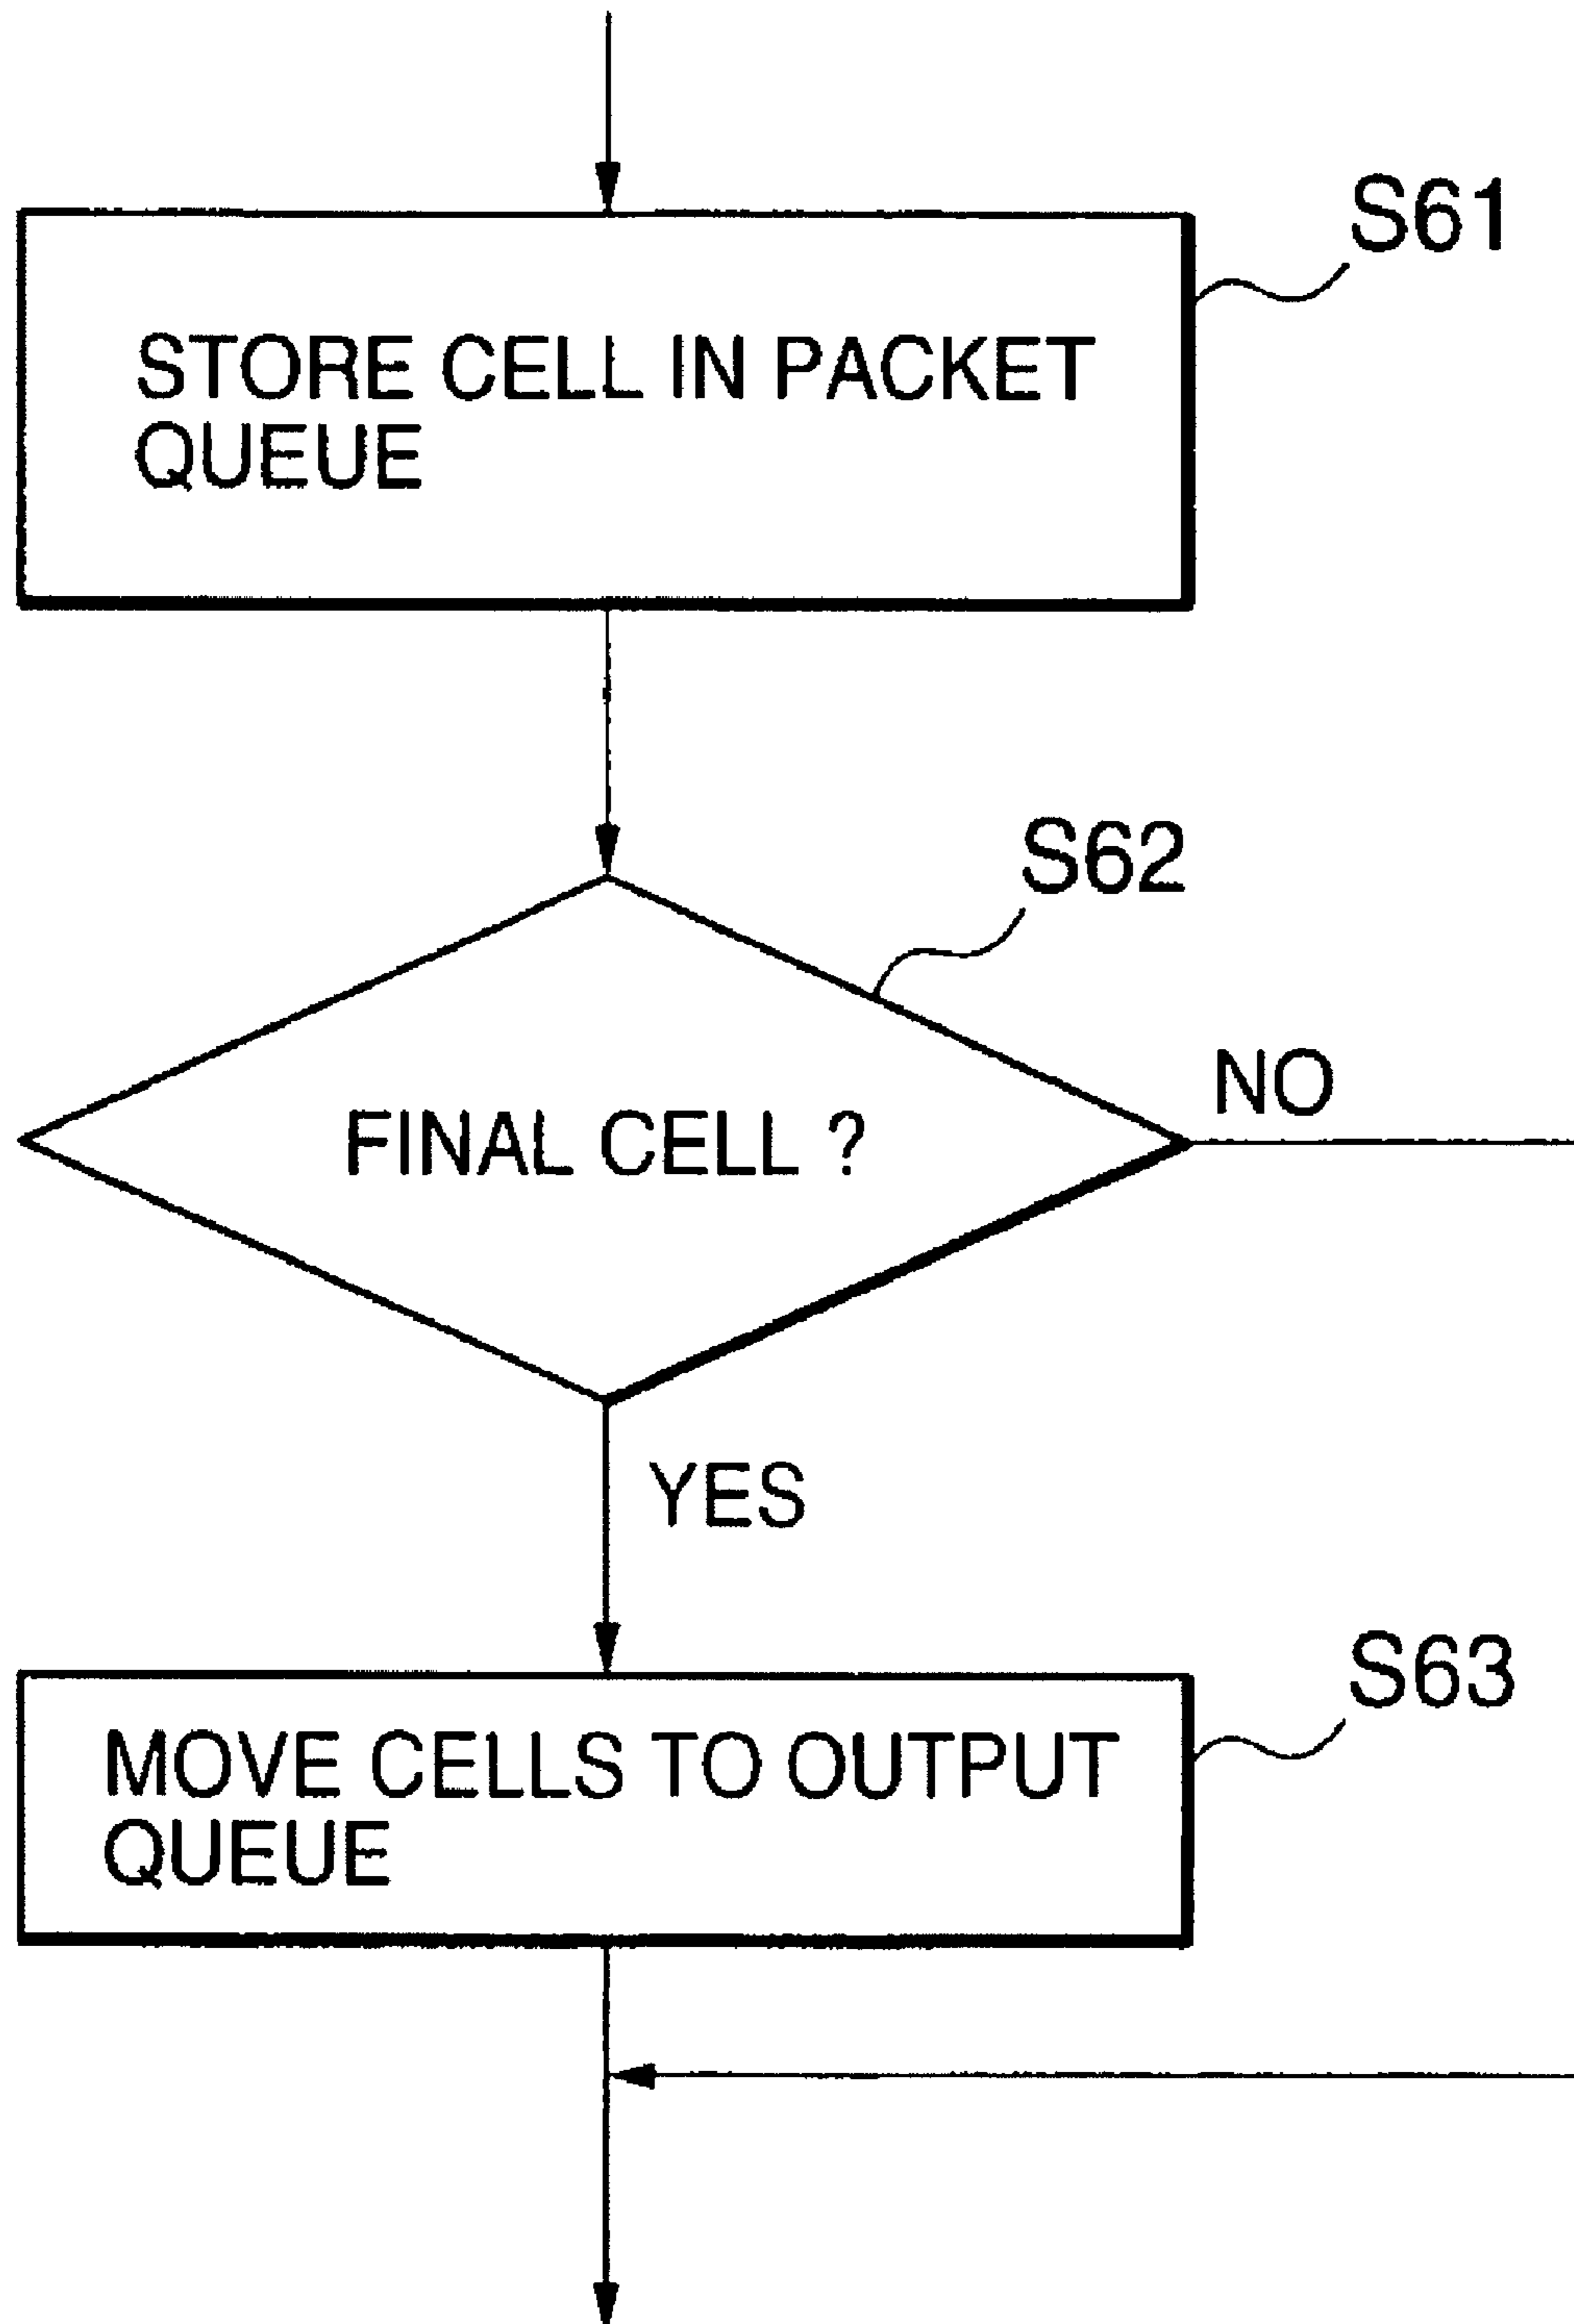 S61
STORE CELL IN PACKET
QUEUE
S62
NO
FINAL CELL ?
YES
S63
MOVE CELLS TO OUTPUT
QUEUE